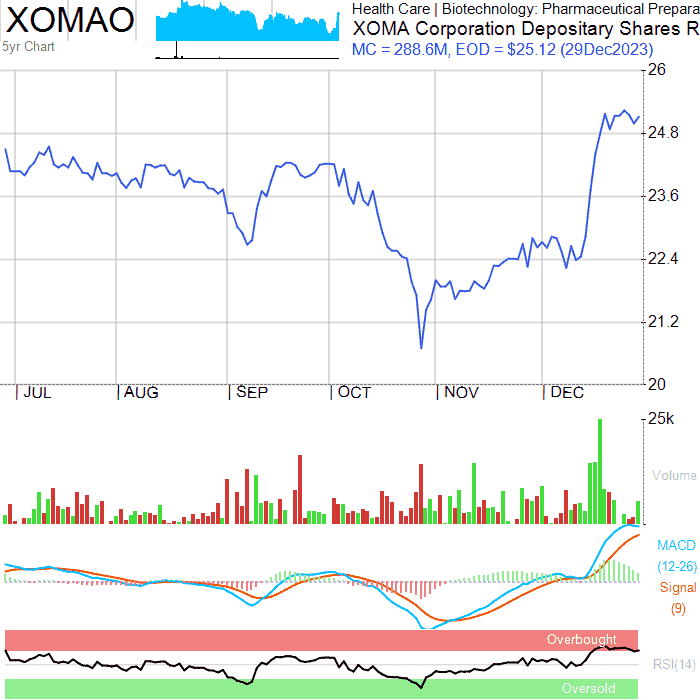 XOMAO
5yr Chart
Health Care | Biotechnology: Pharmaceutical Prepara
XOMA Corporation Depositary Shares R
MC = 288.6M, EOD = $25.12 (29Dec2023)
26
24.8
23.6
22.4
21.2
20
JUL
AUG
SEP
OCT
NOV
DEC
25k
Volume
MACD
(12-26)
Signal
(9)
Overbought
RSI(14)
Oversold